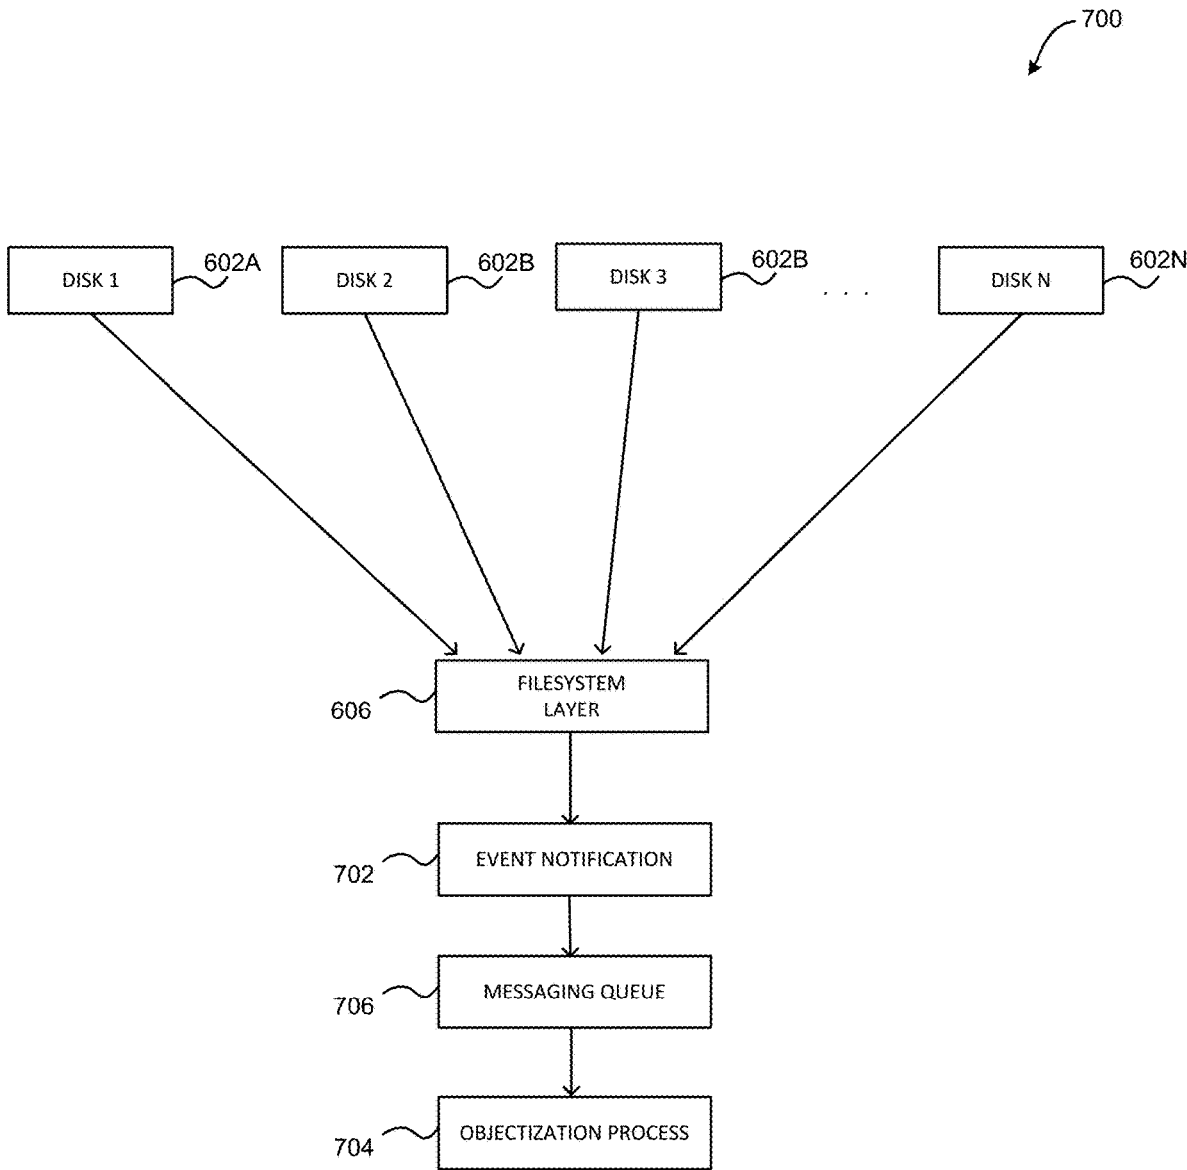 700
DISK 1
602A
DISK 2
602B
DISK 3
602B
. . .
DISK N
602N
FILESYSTEM
LAYER
606
EVENT NOTIFICATION
702
MESSAGING QUEUE
706
OBJECTIZATION PROCESS
704